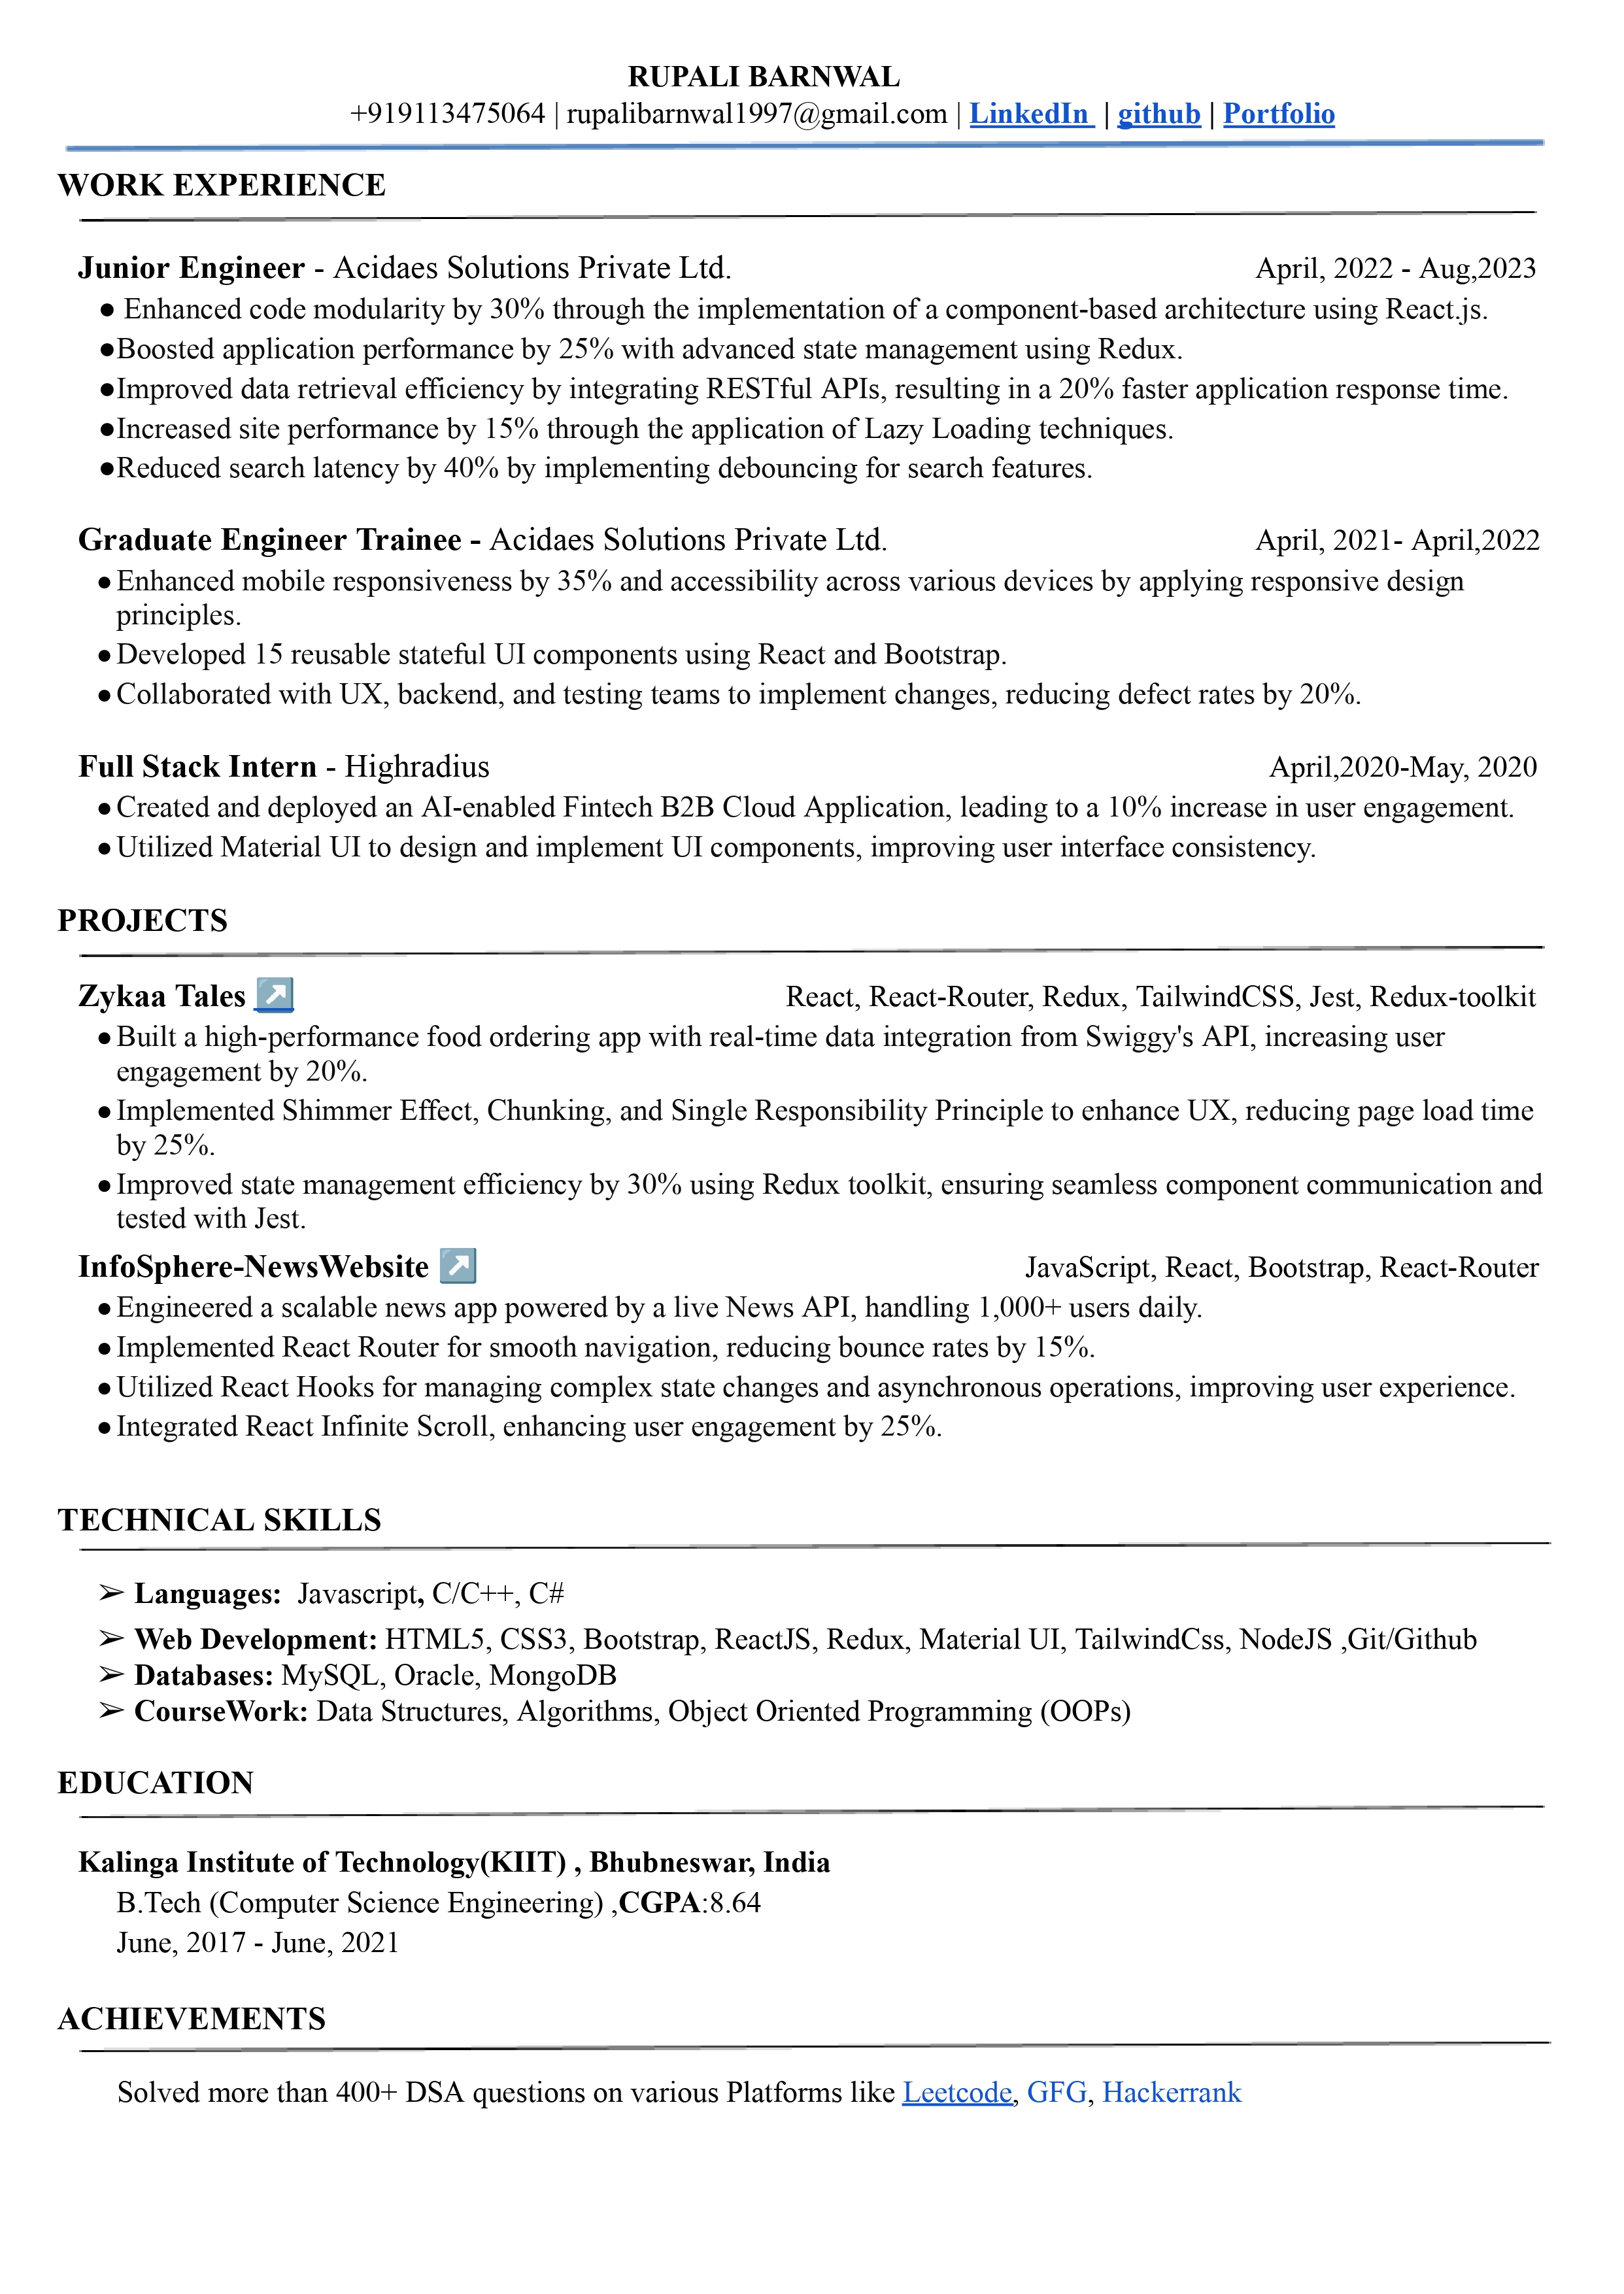 RUPALI BARNWAL
+919113475064 | rupalibarnwal1997@gmail.com | LinkedIn | github | Portfolio
WORK EXPERIENCE
Junior Engineer - Acidaes Solutions Private Ltd. April, 2022 - Aug,2023
● Enhanced code modularity by 30% through the implementation of a component-based architecture using React.js.
●Boosted application performance by 25% with advanced state management using Redux.
●Improved data retrieval efficiency by integrating RESTful APIs, resulting in a 20% faster application response time.
●Increased site performance by 15% through the application of Lazy Loading techniques.
●Reduced search latency by 40% by implementing debouncing for search features.
Graduate Engineer Trainee - Acidaes Solutions Private Ltd. April, 2021- April,2022
●Enhanced mobile responsiveness by 35% and accessibility across various devices by applying responsive design
principles.
●Developed 15 reusable stateful UI components using React and Bootstrap.
●Collaborated with UX, backend, and testing teams to implement changes, reducing defect rates by 20%.
Full Stack Intern - Highradius April,2020-May, 2020
●Created and deployed an AI-enabled Fintech B2B Cloud Application, leading to a 10% increase in user engagement.
●Utilized Material UI to design and implement UI components, improving user interface consistency.
PROJECTS
Zykaa Tales ↗ React, React-Router, Redux, TailwindCSS, Jest, Redux-toolkit
●Built a high-performance food ordering app with real-time data integration from Swiggy's API, increasing user
engagement by 20%.
●Implemented Shimmer Effect, Chunking, and Single Responsibility Principle to enhance UX, reducing page load time
by 25%.
●Improved state management efficiency by 30% using Redux toolkit, ensuring seamless component communication and
tested with Jest.
InfoSphere-NewsWebsite ↗ JavaScript, React, Bootstrap, React-Router
●Engineered a scalable news app powered by a live News API, handling 1,000+ users daily.
●Implemented React Router for smooth navigation, reducing bounce rates by 15%.
●Utilized React Hooks for managing complex state changes and asynchronous operations, improving user experience.
●Integrated React Infinite Scroll, enhancing user engagement by 25%.
TECHNICAL SKILLS
➢ Languages: Javascript, C/C++, C#
➢ Web Development: HTML5, CSS3, Bootstrap, ReactJS, Redux, Material UI, TailwindCss, NodeJS ,Git/Github
➢ Databases: MySQL, Oracle, MongoDB
➢ CourseWork: Data Structures, Algorithms, Object Oriented Programming (OOPs)
EDUCATION
Kalinga Institute of Technology(KIIT) , Bhubneswar, India
B.Tech (Computer Science Engineering) ,CGPA:8.64
June, 2017 - June, 2021
ACHIEVEMENTS
Solved more than 400+ DSA questions on various Platforms like Leetcode, GFG, Hackerrank